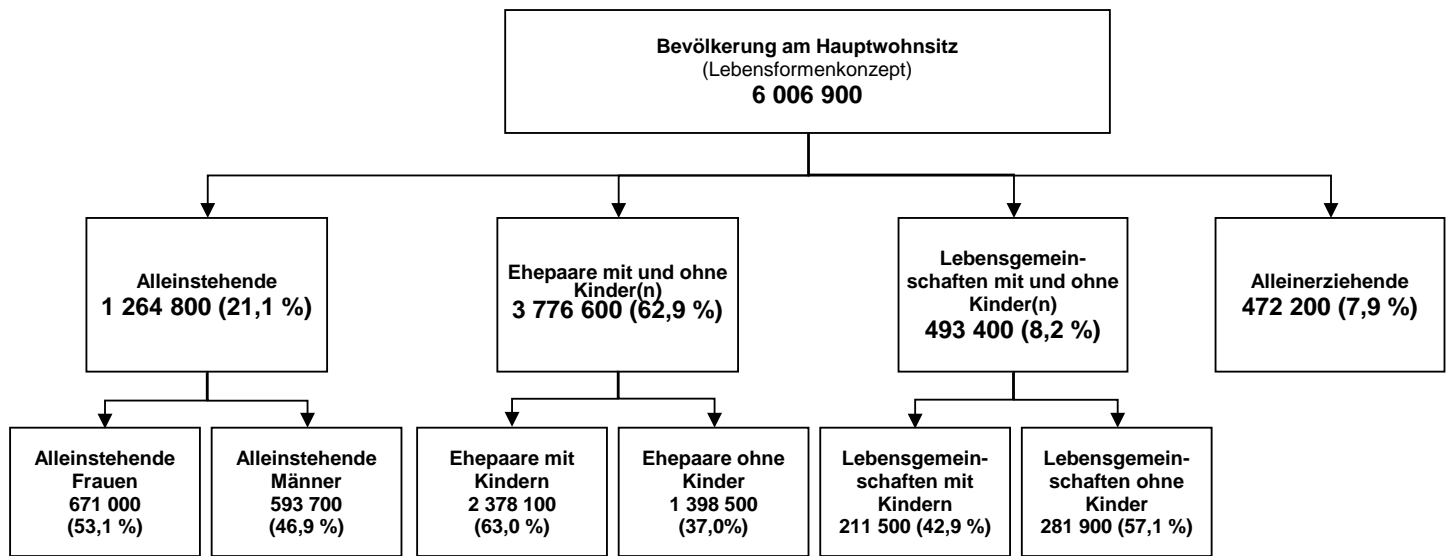 Bevölkerung am Hauptwohnsitz
(Lebensformenkonzept)
6 006 900
Alleinstehende
1 264 800 (21,1 %)
Ehepaare mit und ohne
Kinder(n)
3 776 600 (62,9 %)
Lebensgemein-
schaften mit und ohne
Kinder(n)
493 400 (8,2 %)
Alleinerziehende
472 200 (7,9 %)
Alleinstehende
Frauen
671 000
(53,1 %)
Alleinstehende
Männer
593 700
(46,9 %)
Ehepaare mit
Kindern
2 378 100
(63,0 %)
Ehepaare ohne
Kinder
1 398 500
(37,0%)
Lebensgemein-
schaften mit
Kindern
211 500 (42,9 %)
Lebensgemein-
schaften ohne
Kinder
281 900 (57,1 %)